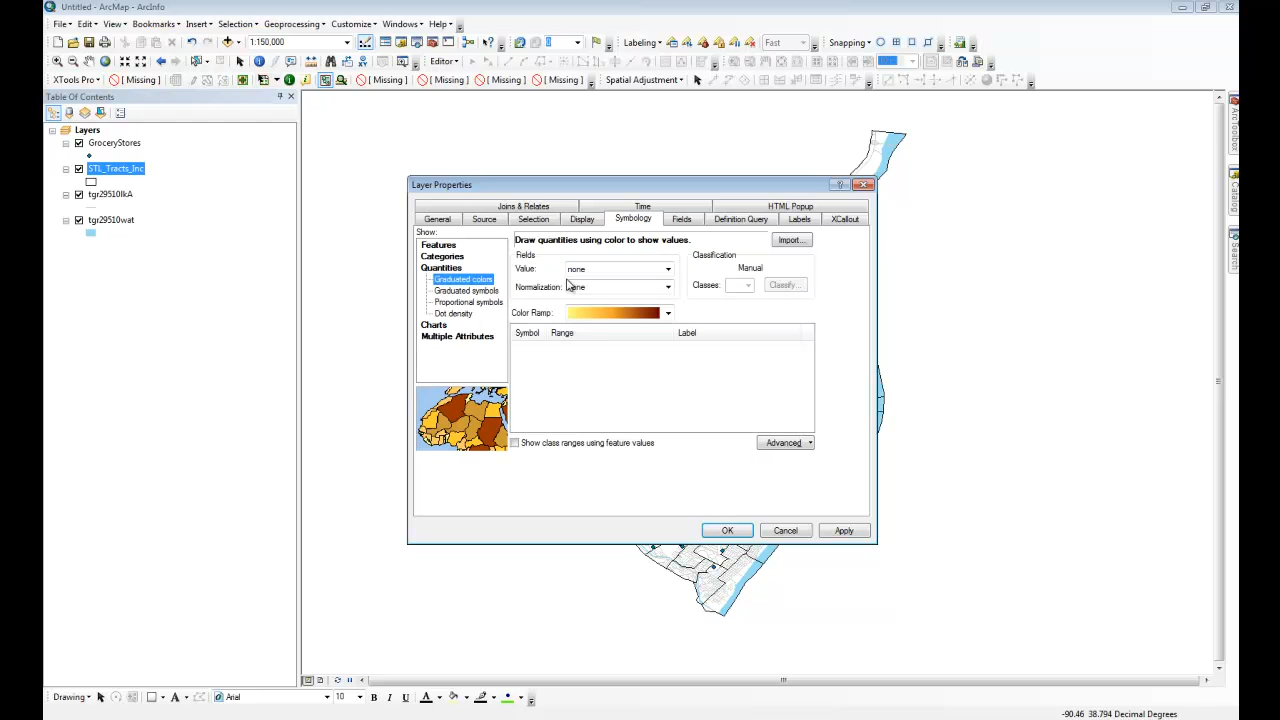 Untitled - ArcMap - ArcInfo
File Edit View Bookmarks Insert Selection Geoprocessing Customize Windows Help
1:150,000 Labeling Fast Snapping
Editor
XTools Pro [ Missing ] [ Missing ] [ Missing ] [ Missing ] [ Missing ] Spatial Adjustment
Table Of Contents
Layers
GroceryStores
STL_Tracts_Inc
tgr29510lkA
tgr29510wat
Layer Properties
Joins & Relates Time HTML Popup
General Source Selection Display Symbology Fields Definition Query Labels XCallout
Show:
Features
Categories
Quantities
Graduated colors
Graduated symbols
Proportional symbols
Dot density
Charts
Multiple Attributes
Draw quantities using color to show values. Import...
Fields Classification
Value: none Manual
Normalization: Classes: Classify...
Color Ramp:
Symbol Range Label
Show class ranges using feature values Advanced
OK Cancel Apply
ArcToolbox
Catalog
Search
Drawing Arial 10 B I U A
-90.46 38.794 Decimal Degrees